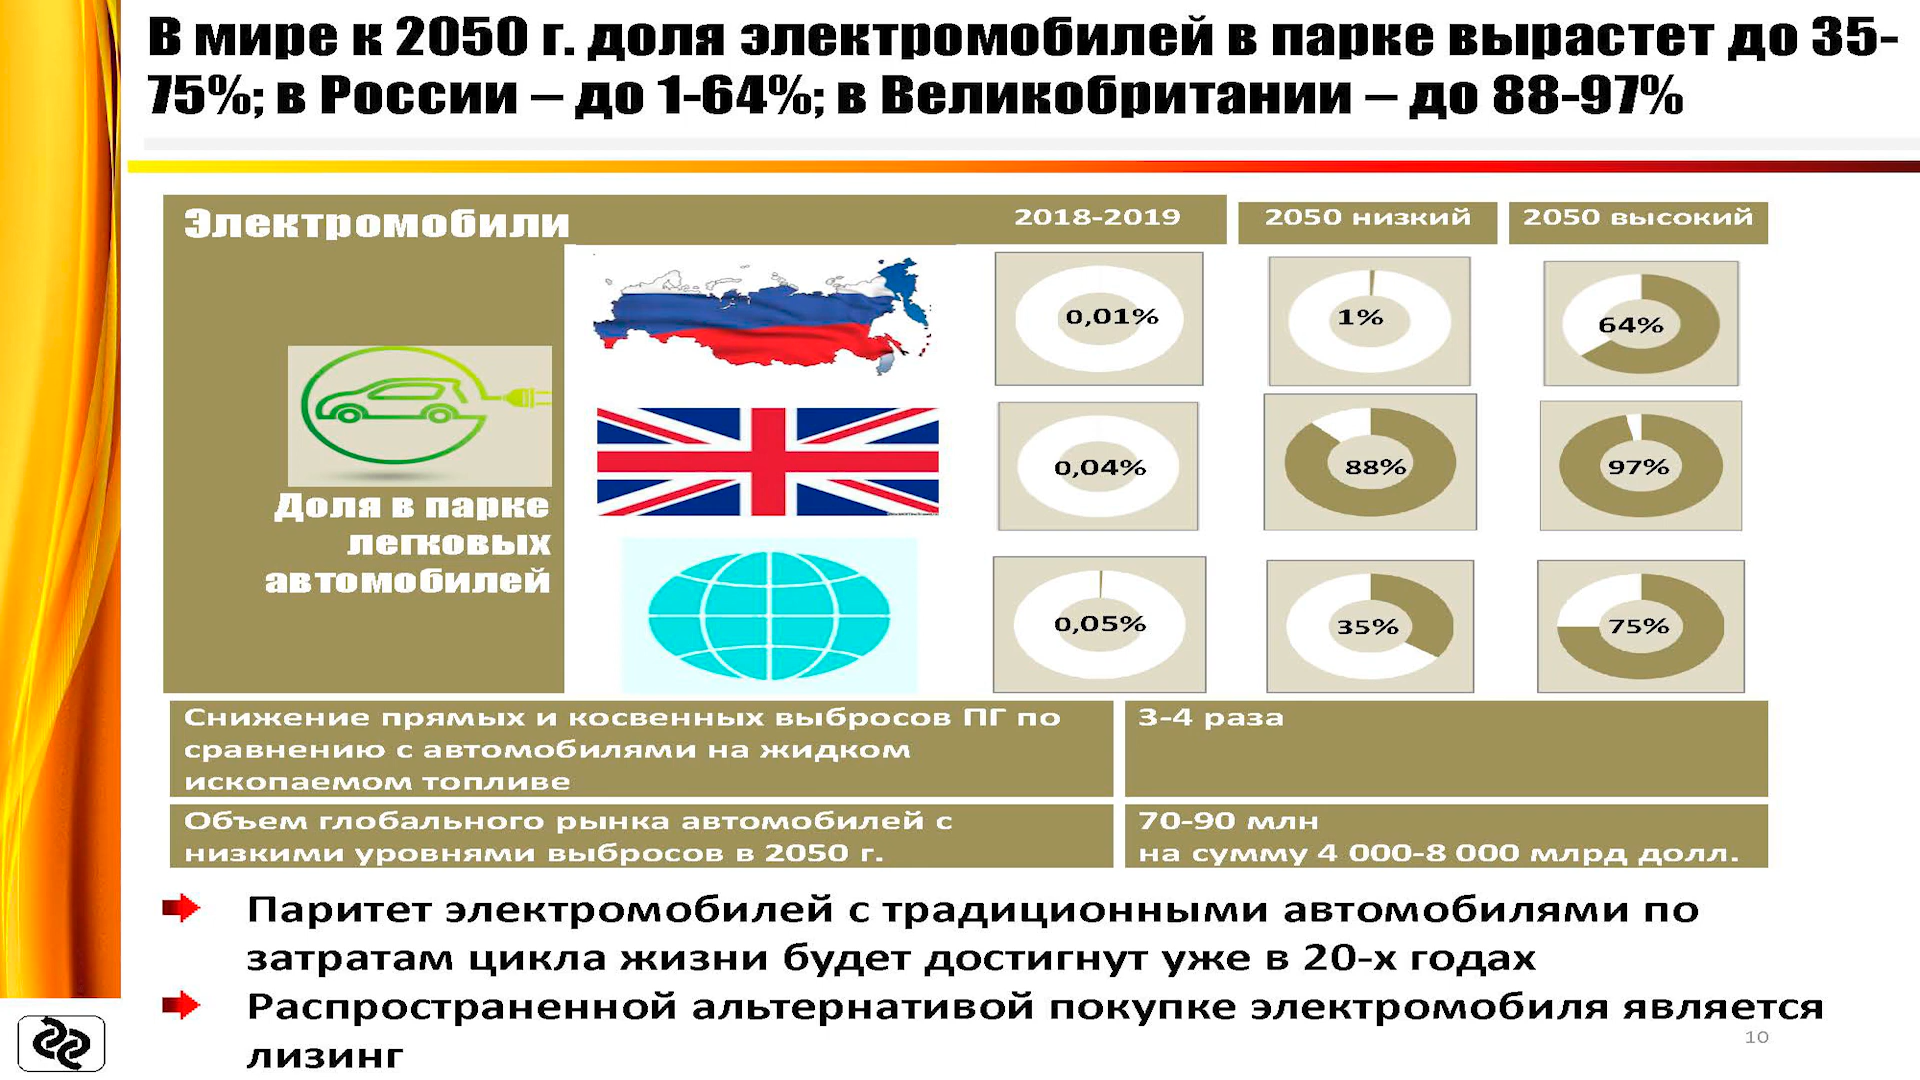 В мире к 2050 г. доля электромобилей в парке вырастет до 35-
75%; в России – до 1-64%; в Великобритании – до 88-97%
Электромобили
2018-2019
2050 низкий
2050 высокий
0,01%
1%
64%
0,04%
88%
97%
Доля в парке
легковых
автомобилей
0,05%
35%
75%
Снижение прямых и косвенных выбросов ПГ по
сравнению с автомобилями на жидком
ископаемом топливе
3-4 раза
Объем глобального рынка автомобилей с
низкими уровнями выбросов в 2050 г.
70-90 млн
на сумму 4 000-8 000 млрд долл.
Паритет электромобилей с традиционными автомобилями по
затратам цикла жизни будет достигнут уже в 20-х годах
Распространенной альтернативой покупке электромобиля является
лизинг
10